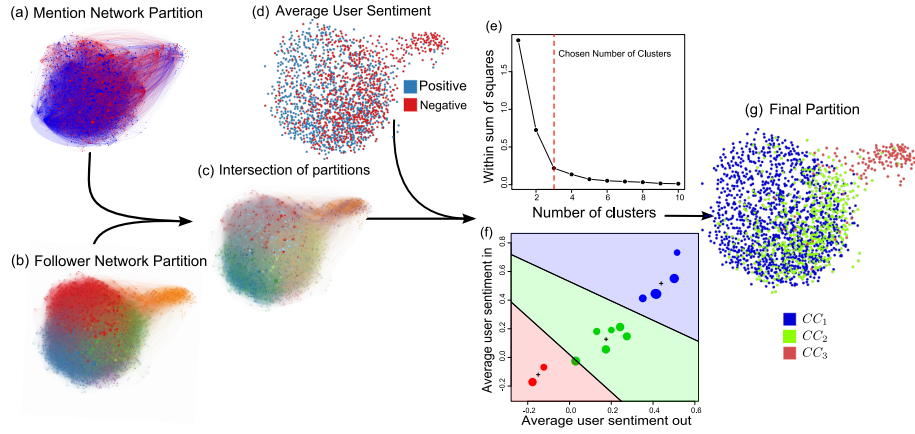 (a) Mention Network Partition
(b) Follower Network Partition
(c) Intersection of partitions
(d) Average User Sentiment
Positive
Negative
(e)
Chosen Number of Clusters
Within sum of squares
1.5
1.0
0.5
0.0
2 4 6 8 10
Number of clusters
(f)
Average user sentiment in
0.8
0.6
0.4
0.2
0.0
-0.2
-0.2 0.0 0.2 0.4 0.6
Average user sentiment out
(g) Final Partition
CC1
CC2
CC3